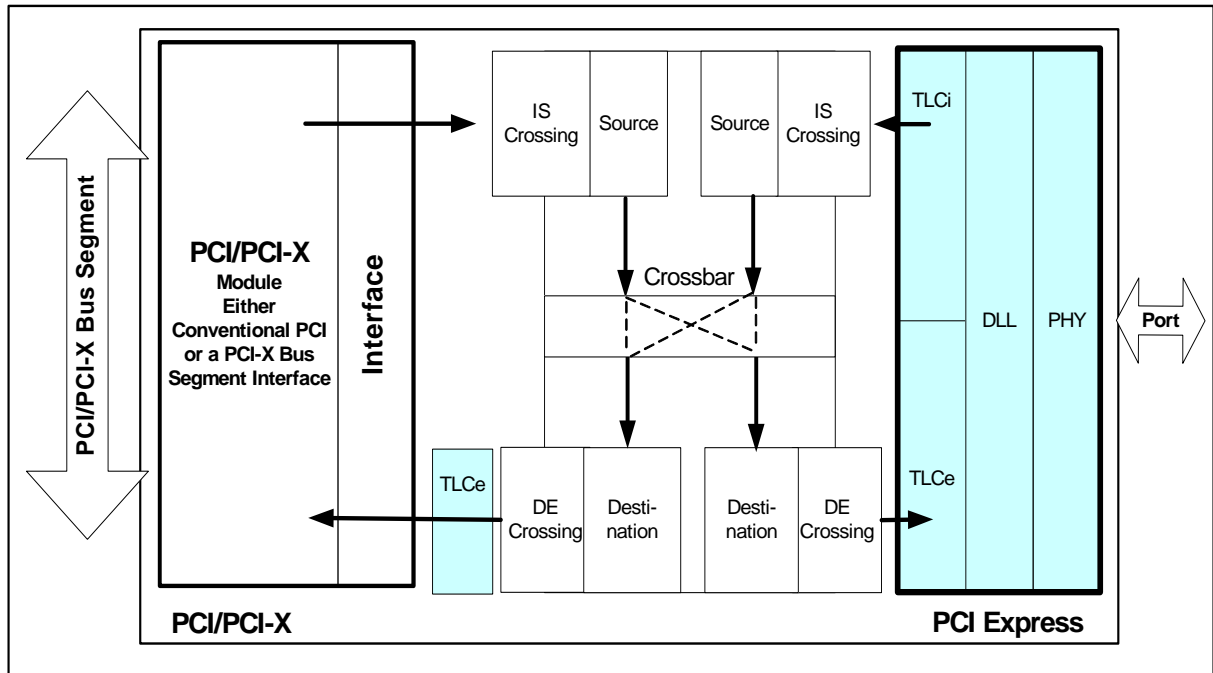 PCI/PCI-X Bus Segment
PCI/PCI-X
Module
Either
Conventional PCI
or a PCI-X Bus
Segment Interface
Interface
IS
Crossing
Source
Source
IS
Crossing
TLCi
Crossbar
DLL
PHY
Port
TLCe
DE
Crossing
Desti-
nation
Desti-
nation
DE
Crossing
TLCe
PCI/PCI-X
PCI Express